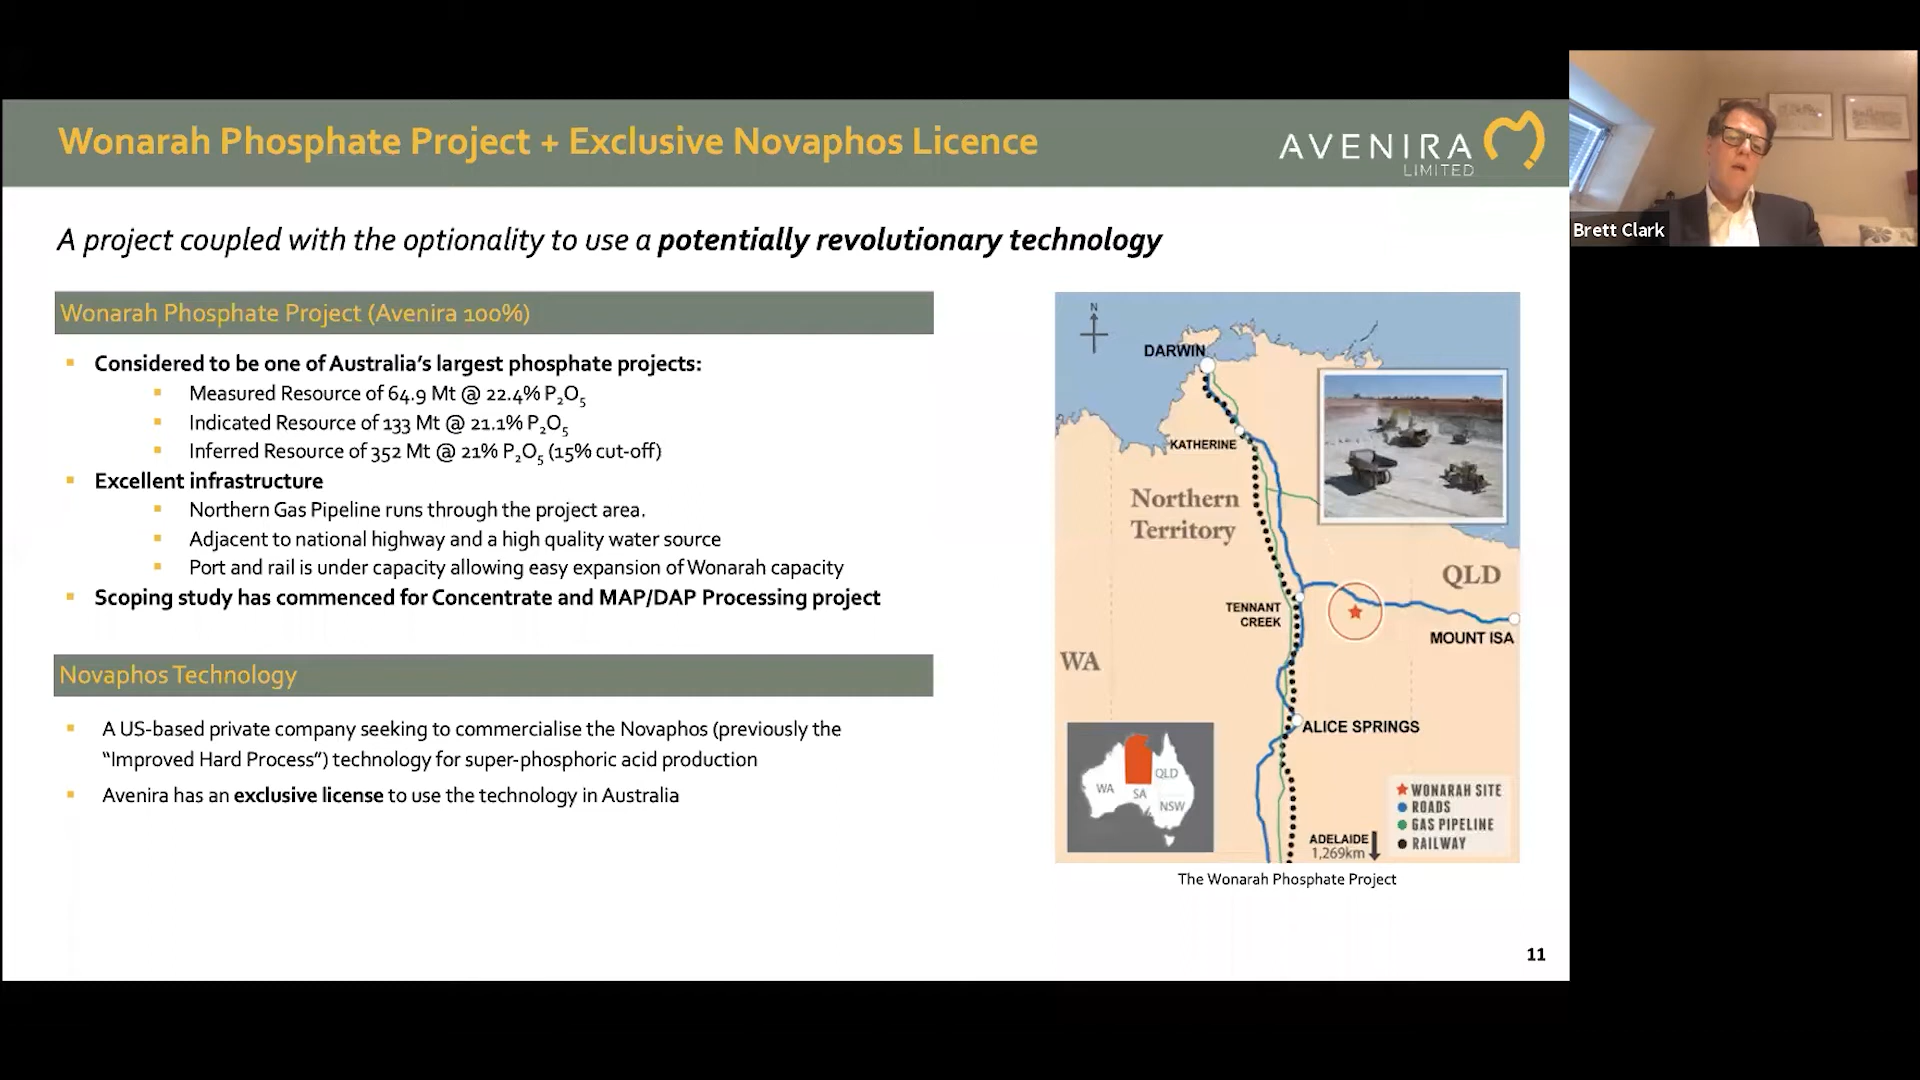 Wonarah Phosphate Project + Exclusive Novaphos Licence
AVENIRA
LIMITED
Brett Clark
A project coupled with the optionality to use a potentially revolutionary technology
Wonarah Phosphate Project (Avenira 100%)
Considered to be one of Australia's largest phosphate projects:
Measured Resource of 64.9 Mt @ 22.4% P₂O₅
Indicated Resource of 133 Mt @ 21.1% P₂O₅
Inferred Resource of 352 Mt @ 21% P₂O₅ (15% cut-off)
Excellent infrastructure
Northern Gas Pipeline runs through the project area.
Adjacent to national highway and a high quality water source
Port and rail is under capacity allowing easy expansion of Wonarah capacity
Scoping study has commenced for Concentrate and MAP/DAP Processing project
Novaphos Technology
A US-based private company seeking to commercialise the Novaphos (previously the
“Improved Hard Process”) technology for super-phosphoric acid production
Avenira has an exclusive license to use the technology in Australia
N
DARWIN
KATHERINE
Northern
Territory
QLD
TENNANT
CREEK
MOUNT ISA
WA
ALICE SPRINGS
WA
QLD
SA
NSW
WONARAH SITE
ROADS
GAS PIPELINE
RAILWAY
ADELAIDE
1,269km
The Wonarah Phosphate Project
11